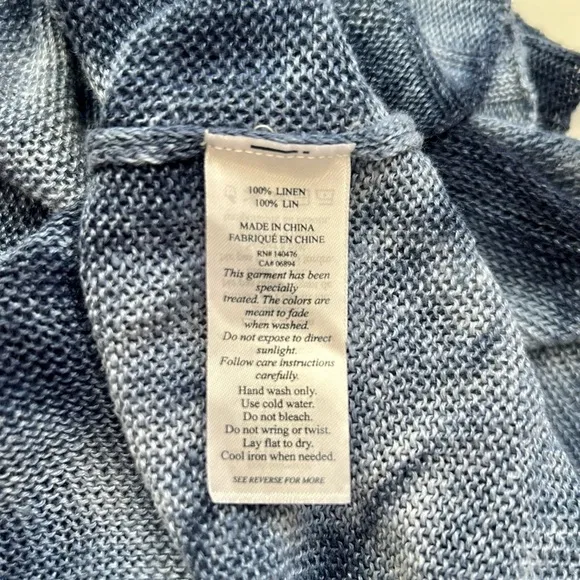 100% LINEN
100% LIN
MADE IN CHINA
FABRIQUÉ EN CHINE
RN# 140476
CA# 06894
This garment has been
specially
treated. The colors are
meant to fade
when washed.
Do not expose to direct
sunlight.
Follow care instructions
carefully.
Hand wash only.
Use cold water.
Do not bleach.
Do not wring or twist.
Lay flat to dry.
Cool iron when needed.
SEE REVERSE FOR MORE